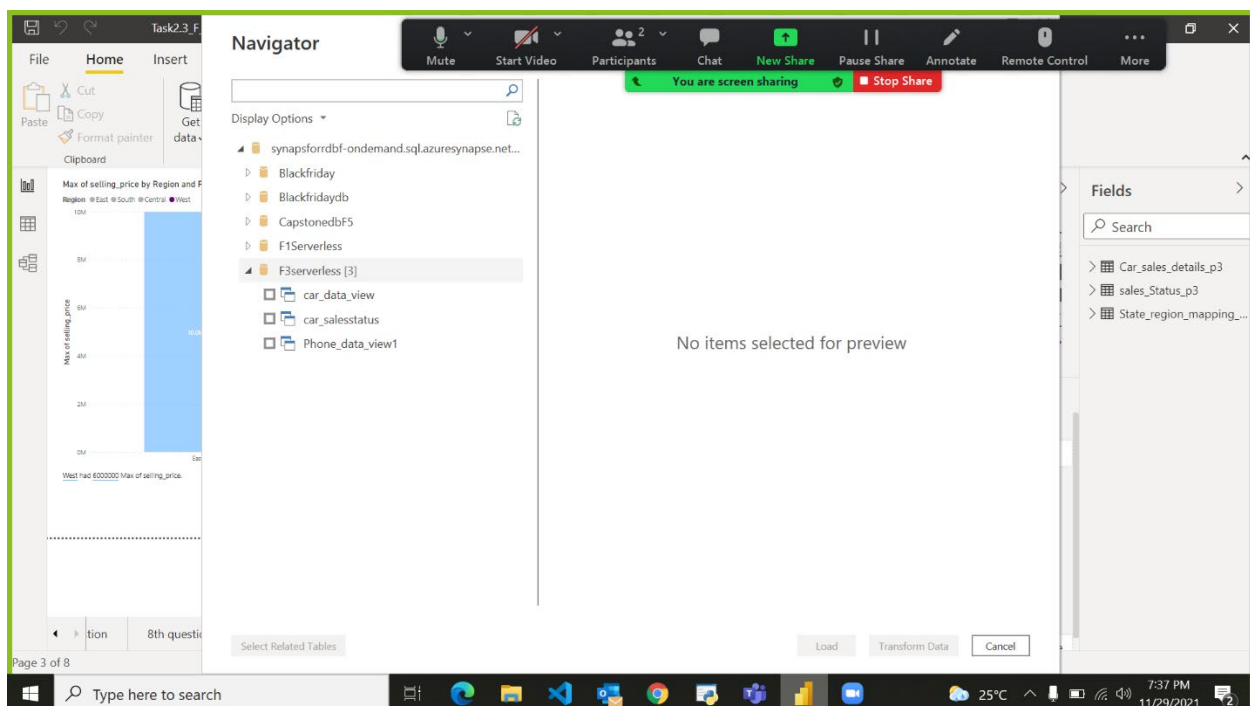 Task2.3_F
File Home Insert
Paste
Cut
Copy
Format painter
Clipboard
Get
data
Navigator
Display Options
synapsforrdbf-ondemand.sql.azuresynapse.net...
Blackfriday
Blackfridaydb
CapstonedbF5
F1Serverless
F3serverless [3]
car_data_view
car_salesstatus
Phone_data_view1
No items selected for preview
Select Related Tables
Load Transform Data Cancel
Mute Start Video Participants 2 Chat New Share Pause Share Annotate Remote Control More
You are screen sharing Stop Share
Max of selling_price by Region and
Region East South Central West
10M
8M
6M
4M
2M
0M
Max of selling_price
West had 6000000 Max of selling_price.
Fields
Search
Car_sales_details_p3
sales_Status_p3
State_region_mapping_...
tion 8th questi
Page 3 of 8
Type here to search
25°C
7:37 PM
11/29/2021
2